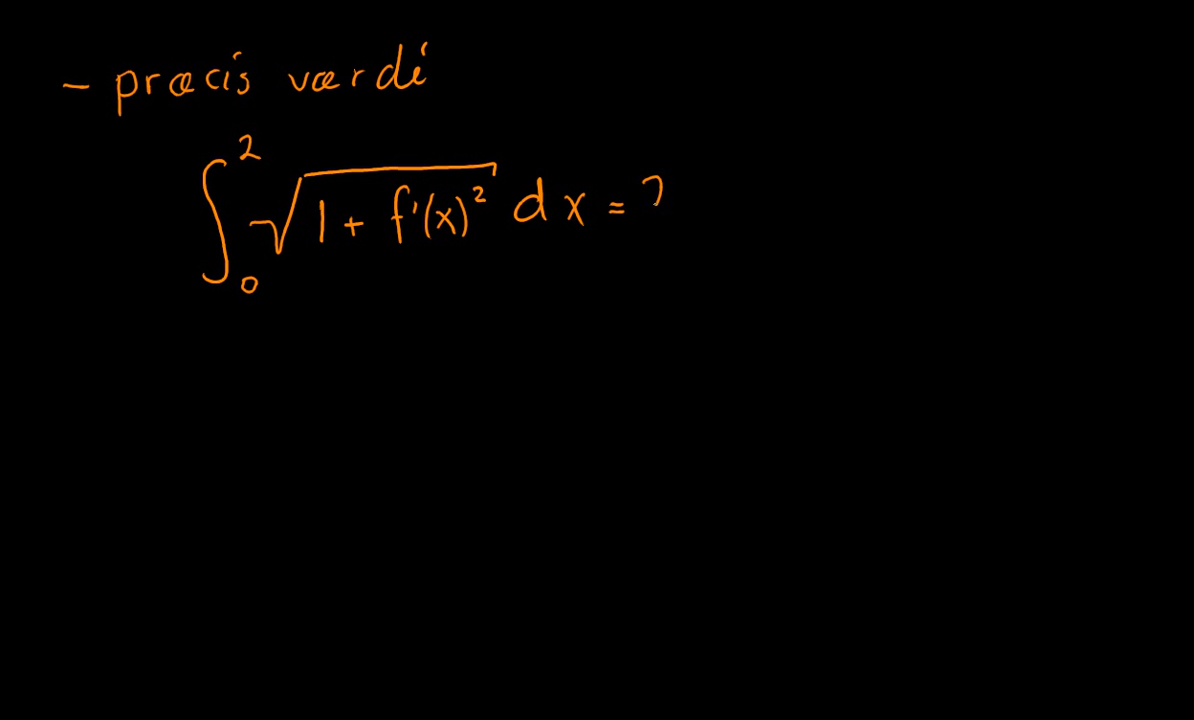 - præcis værdi
∫₀² √(1 + f'(x)²) dx = ?